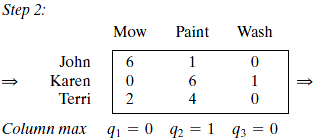 Step 2:
Mow Paint Wash
John 6 1 0
⇒ Karen 0 6 1 ⇒
Terri 2 4 0
Column max q₁ = 0 q₂ = 1 q₃ = 0